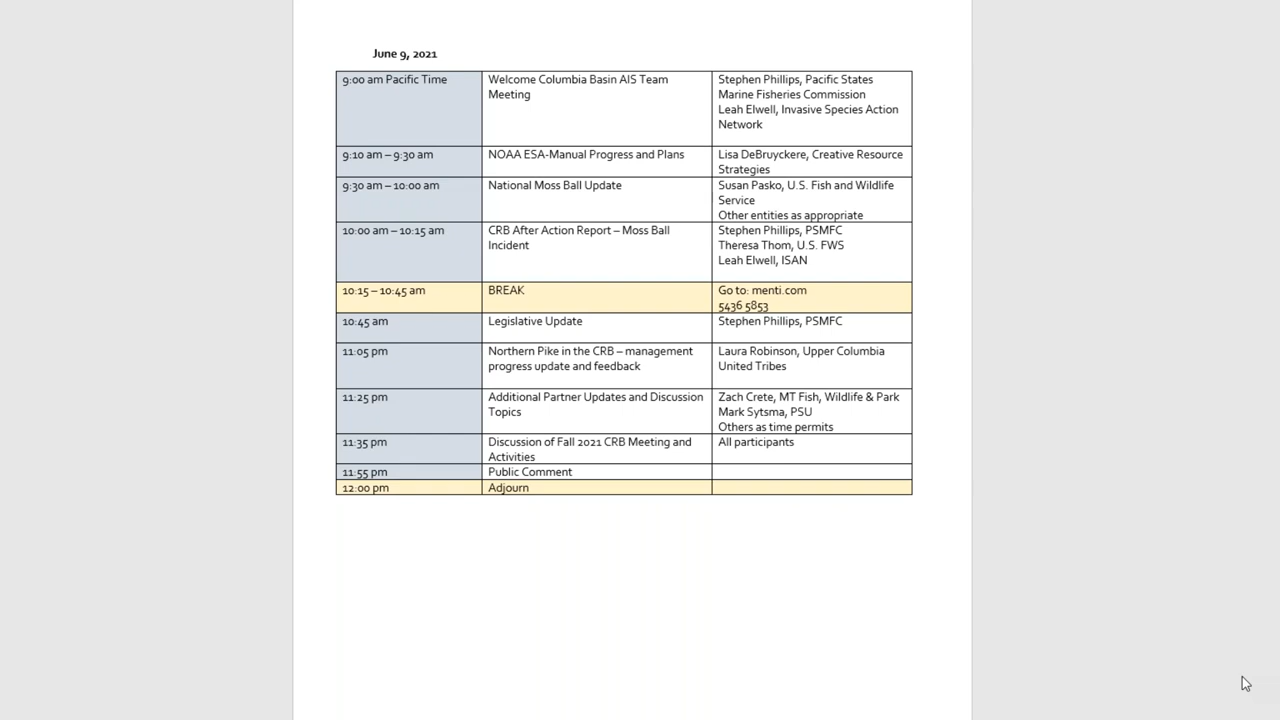 June 9, 2021
9:00 am Pacific Time
Welcome Columbia Basin AIS Team
Meeting
Stephen Phillips, Pacific States
Marine Fisheries Commission
Leah Elwell, Invasive Species Action
Network
9:10 am – 9:30 am
NOAA ESA-Manual Progress and Plans
Lisa DeBruyckere, Creative Resource
Strategies
9:30 am – 10:00 am
National Moss Ball Update
Susan Pasko, U.S. Fish and Wildlife
Service
Other entities as appropriate
10:00 am – 10:15 am
CRB After Action Report – Moss Ball
Incident
Stephen Phillips, PSMFC
Theresa Thom, U.S. FWS
Leah Elwell, ISAN
10:15 – 10:45 am
BREAK
Go to: menti.com
5436 5853
10:45 am
Legislative Update
Stephen Phillips, PSMFC
11:05 pm
Northern Pike in the CRB – management
progress update and feedback
Laura Robinson, Upper Columbia
United Tribes
11:25 pm
Additional Partner Updates and Discussion
Topics
Zach Crete, MT Fish, Wildlife & Park
Mark Sytsma, PSU
Others as time permits
11:35 pm
Discussion of Fall 2021 CRB Meeting and
Activities
All participants
11:55 pm
Public Comment
12:00 pm
Adjourn